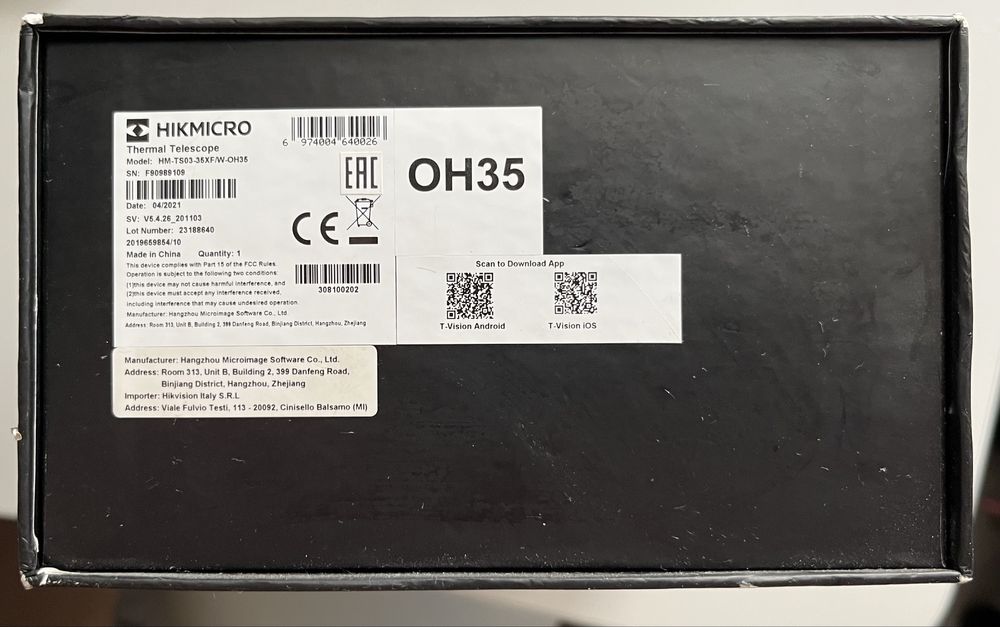 HIKMICRO
Thermal Telescope
Model: HM-TS03-35XF/W-OH35
SN: F90989109
Date: 04/2021
SV: V5.4.26_201103
Lot Number: 23188640
2019659854/10
Made in China Quantity: 1
This device complies with Part 15 of the FCC Rules.
Operation is subject to the following two conditions:
(1)this device may not cause harmful interference, and
(2)this device must accept any interference received,
including interference that may cause undesired operation.
Manufacturer: Hangzhou Microimage Software Co., Ltd.
Address: Room 313, Unit B, Building 2, 399 Danfeng Road, Binjiang District, Hangzhou, Zhejiang
6 974004 640026
EAC
CE
308100202
OH35
Scan to Download App
T-Vision Android T-Vision iOS
Manufacturer: Hangzhou Microimage Software Co., Ltd.
Address: Room 313, Unit B, Building 2, 399 Danfeng Road,
Binjiang District, Hangzhou, Zhejiang
Importer: Hikvision Italy S.R.L
Address: Viale Fulvio Testi, 113 - 20092, Cinisello Balsamo (MI)